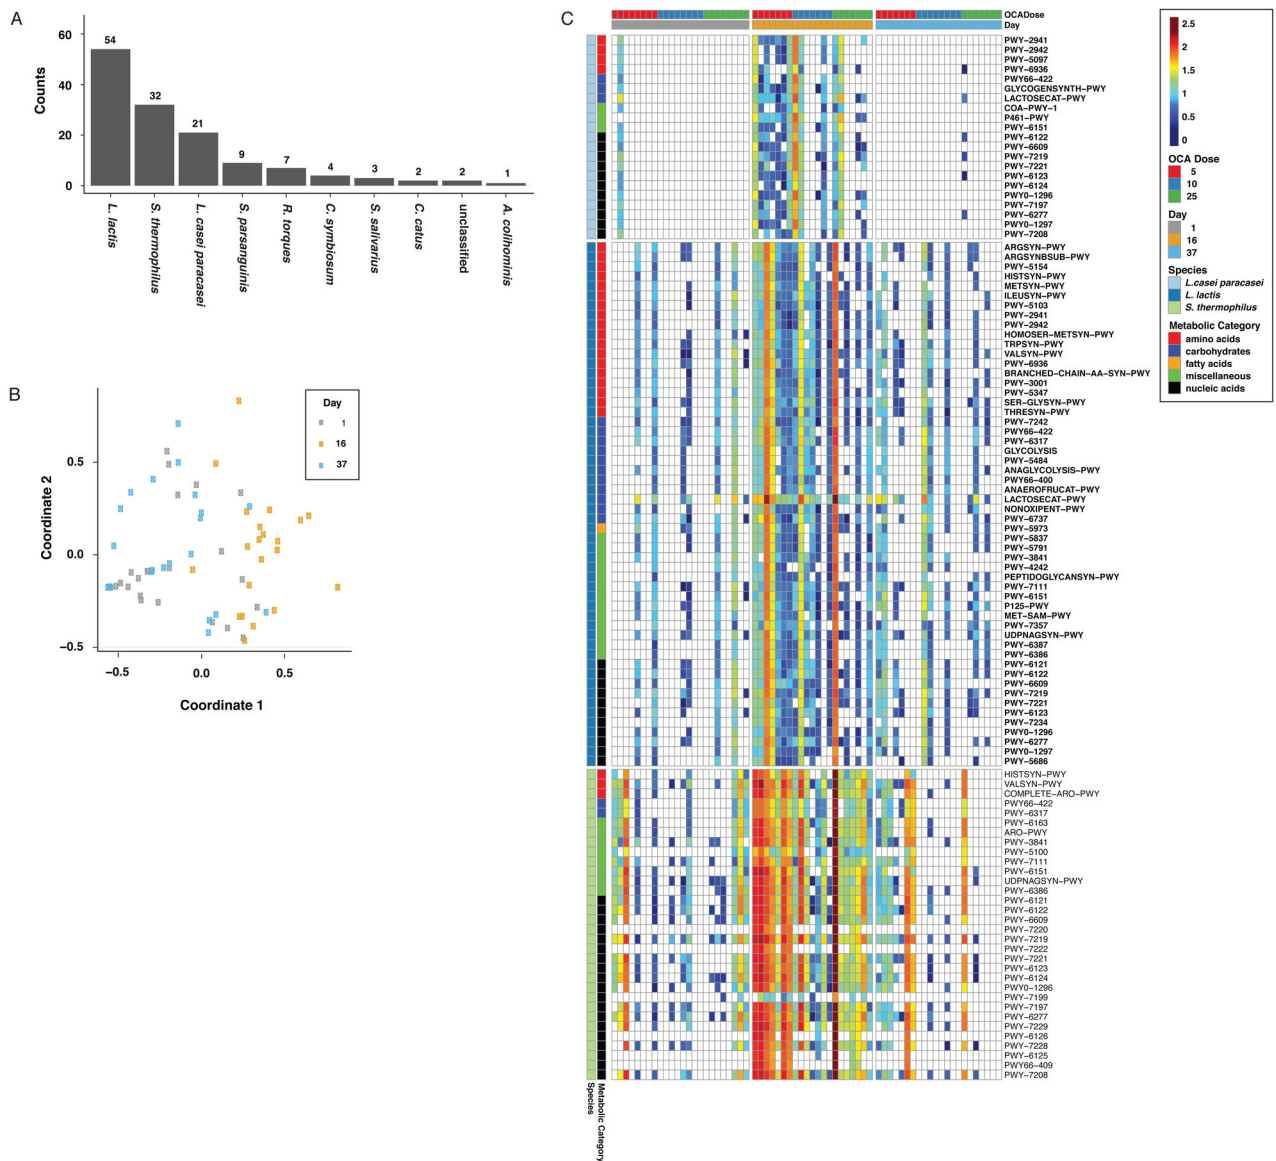 A
Counts
60
40
20
0
54
32
21
9
7
4
3
2
2
1
L. lactis
S. thermophilus
L. casei paracasei
S. parsanguinis
R. torques
C. symbiosum
S. salivarius
C. catus
unclassified
A. colihominis
B
Day
1
16
37
Coordinate 2
0.5
0.0
−0.5
−0.5
0.0
0.5
Coordinate 1
C
OCADose
Day
PWY−2941
PWY−2942
PWY−5097
PWY−6936
PWY66−422
GLYCOGENSYNTH−PWY
LACTOSECAT−PWY
COA−PWY−1
P461−PWY
PWY−6151
PWY−6122
PWY−6609
PWY−7219
PWY−7221
PWY−6123
PWY−6124
PWY0−1296
PWY−7197
PWY−6277
PWY0−1297
PWY−7208
ARGSYN−PWY
ARGSYNBSUB−PWY
PWY−5154
HISTSYN−PWY
METSYN−PWY
ILEUSYN−PWY
PWY−5103
PWY−2941
PWY−2942
HOMOSER−METSYN−PWY
TRPSYN−PWY
VALSYN−PWY
PWY−6936
BRANCHED−CHAIN−AA−SYN−PWY
PWY−3001
PWY−5347
SER−GLYSYN−PWY
THRESYN−PWY
PWY−7242
PWY66−422
PWY−6317
GLYCOLYSIS
PWY−5484
ANAGLYCOLYSIS−PWY
PWY66−400
ANAEROFRUCAT−PWY
LACTOSECAT−PWY
NONOXIPENT−PWY
PWY−6737
PWY−5973
PWY−5837
PWY−5791
PWY−3841
PWY−4242
PEPTIDOGLYCANSYN−PWY
PWY−7111
PWY−6151
P125−PWY
MET−SAM−PWY
PWY−7357
UDPNAGSYN−PWY
PWY−6387
PWY−6386
PWY−6121
PWY−6122
PWY−6609
PWY−7219
PWY−7221
PWY−6123
PWY−7234
PWY0−1296
PWY−6277
PWY0−1297
PWY−5686
HISTSYN−PWY
VALSYN−PWY
COMPLETE−ARO−PWY
PWY66−422
PWY−6317
PWY−6163
ARO−PWY
PWY−3841
PWY−5100
PWY−7111
PWY−6151
UDPNAGSYN−PWY
PWY−6386
PWY−6121
PWY−6122
PWY−6609
PWY−7220
PWY−7219
PWY−7222
PWY−7221
PWY−6123
PWY−6124
PWY0−1296
PWY−7199
PWY−7197
PWY−6277
PWY−7229
PWY−6126
PWY−7228
PWY−6125
PWY66−409
PWY−7208
Species
Metabolic Category
2.5
2
1.5
1
0.5
0
OCA Dose
5
10
25
Day
1
16
37
Species
L.casei paracasei
L. lactis
S. thermophilus
Metabolic Category
amino acids
carbohydrates
fatty acids
miscellaneous
nucleic acids